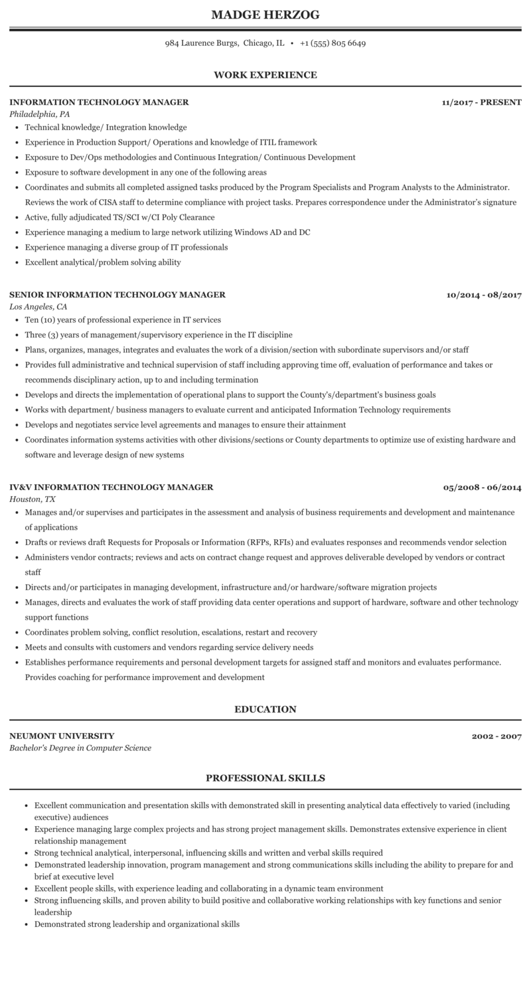 MADGE HERZOG
984 Laurence Burgs,  Chicago, IL  •  +1 (555) 805 6649
WORK EXPERIENCE
INFORMATION TECHNOLOGY MANAGER 11/2017 - PRESENT
Philadelphia, PA
• Technical knowledge/ Integration knowledge
• Experience in Production Support/ Operations and knowledge of ITIL framework
• Exposure to Dev/Ops methodologies and Continuous Integration/ Continuous Development
• Exposure to software development in any one of the following areas
• Coordinates and submits all completed assigned tasks produced by the Program Specialists and Program Analysts to the Administrator.
Reviews the work of CISA staff to determine compliance with project tasks. Prepares correspondence under the Administrator's signature
• Active, fully adjudicated TS/SCI w/CI Poly Clearance
• Experience managing a medium to large network utilizing Windows AD and DC
• Experience managing a diverse group of IT professionals
• Excellent analytical/problem solving ability
SENIOR INFORMATION TECHNOLOGY MANAGER 10/2014 - 08/2017
Los Angeles, CA
• Ten (10) years of professional experience in IT services
• Three (3) years of management/supervisory experience in the IT discipline
• Plans, organizes, manages, integrates and evaluates the work of a division/section with subordinate supervisors and/or staff
• Provides full administrative and technical supervision of staff including approving time off, evaluation of performance and takes or
recommends disciplinary action, up to and including termination
• Develops and directs the implementation of operational plans to support the County's/department's business goals
• Works with department/ business managers to evaluate current and anticipated Information Technology requirements
• Develops and negotiates service level agreements and manages to ensure their attainment
• Coordinates information systems activities with other divisions/sections or County departments to optimize use of existing hardware and
software and leverage design of new systems
IV&V INFORMATION TECHNOLOGY MANAGER 05/2008 - 06/2014
Houston, TX
• Manages and/or supervises and participates in the assessment and analysis of business requirements and development and maintenance
of applications
• Drafts or reviews draft Requests for Proposals or Information (RFPs, RFIs) and evaluates responses and recommends vendor selection
• Administers vendor contracts; reviews and acts on contract change request and approves deliverable developed by vendors or contract
staff
• Directs and/or participates in managing development, infrastructure and/or hardware/software migration projects
• Manages, directs and evaluates the work of staff providing data center operations and support of hardware, software and other technology
support functions
• Coordinates problem solving, conflict resolution, escalations, restart and recovery
• Meets and consults with customers and vendors regarding service delivery needs
• Establishes performance requirements and personal development targets for assigned staff and monitors and evaluates performance.
Provides coaching for performance improvement and development
EDUCATION
NEUMONT UNIVERSITY 2002 - 2007
Bachelor's Degree in Computer Science
PROFESSIONAL SKILLS
• Excellent communication and presentation skills with demonstrated skill in presenting analytical data effectively to varied (including
executive) audiences
• Experience managing large complex projects and has strong project management skills. Demonstrates extensive experience in client
relationship management
• Strong technical analytical, interpersonal, influencing skills and written and verbal skills required
• Demonstrated leadership innovation, program management and strong communications skills including the ability to prepare for and
brief at executive level
• Excellent people skills, with experience leading and collaborating in a dynamic team environment
• Strong influencing skills, and proven ability to build positive and collaborative working relationships with key functions and senior
leadership
• Demonstrated strong leadership and organizational skills